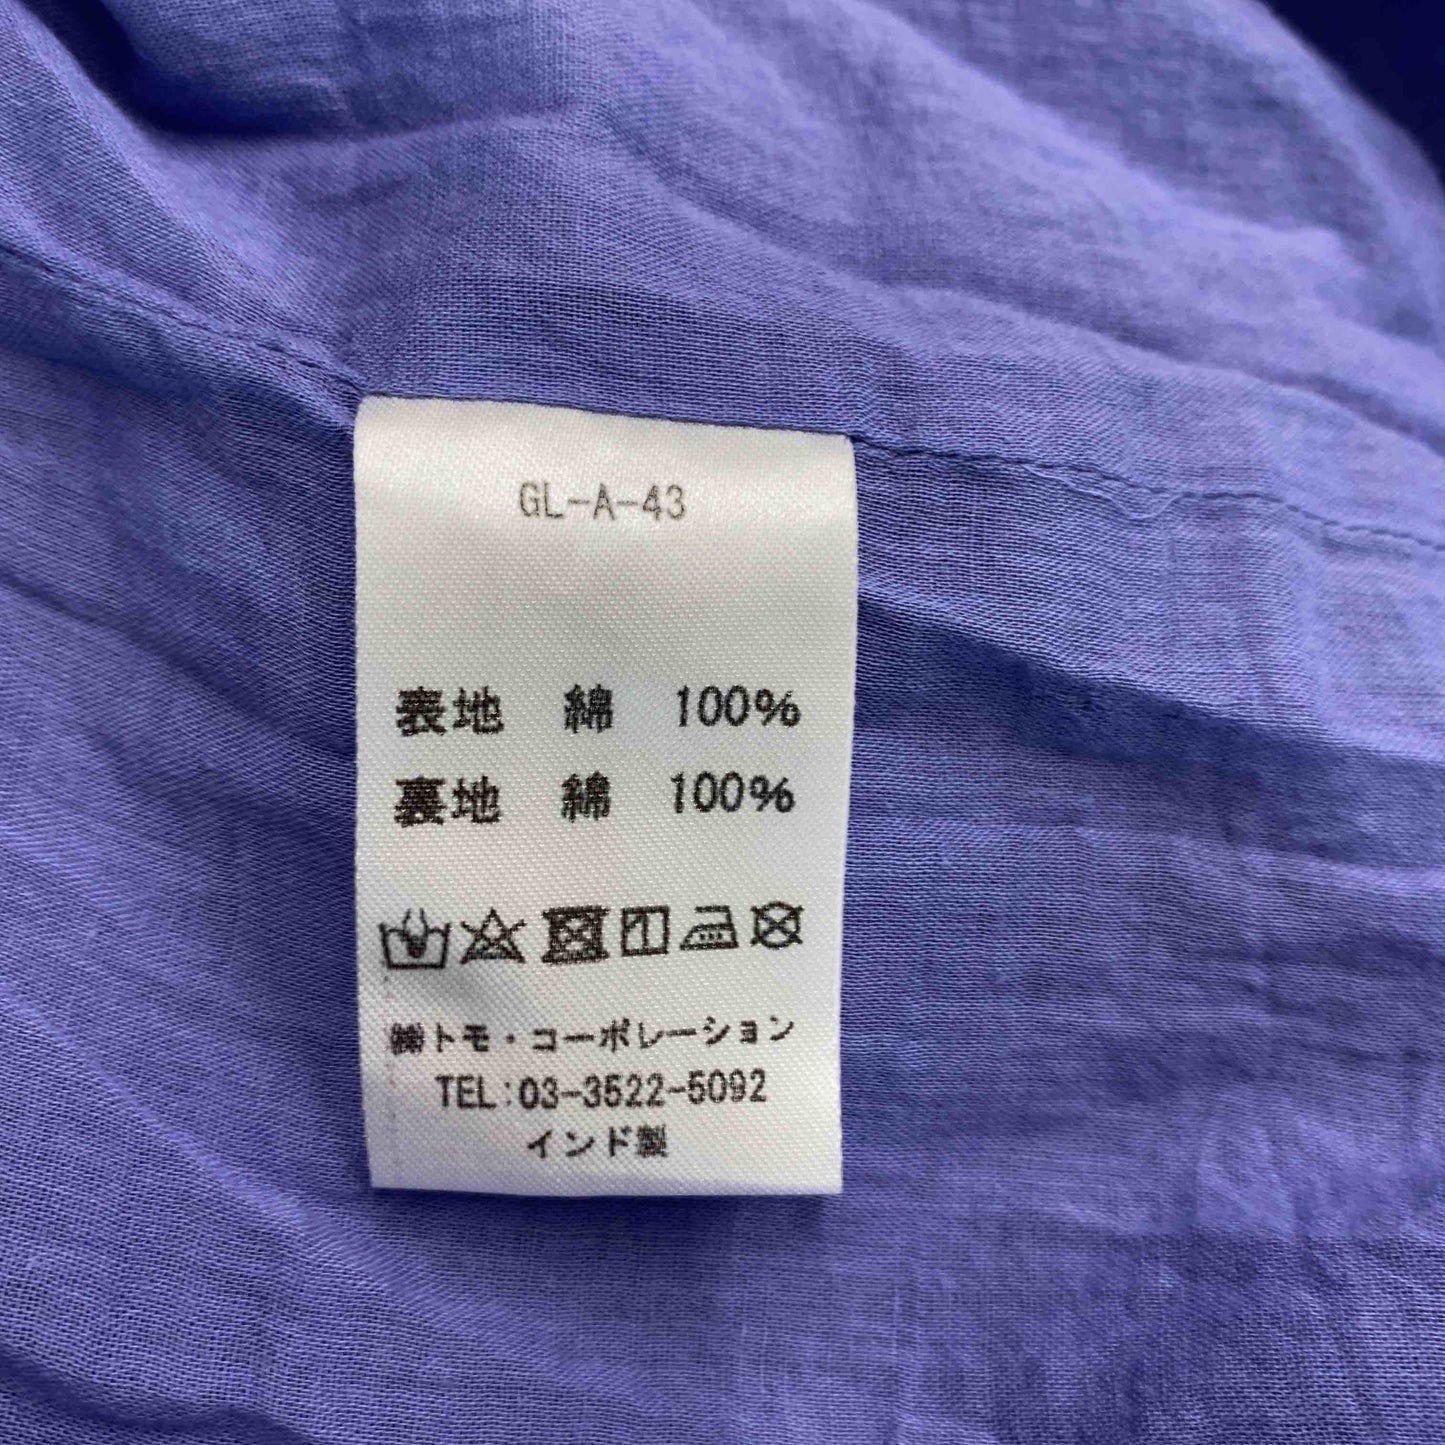 GL-A-43
表地 綿 100%
裏地 綿 100%
㈱トモ・コーポレーション
TEL:03-3522-5092
インド製